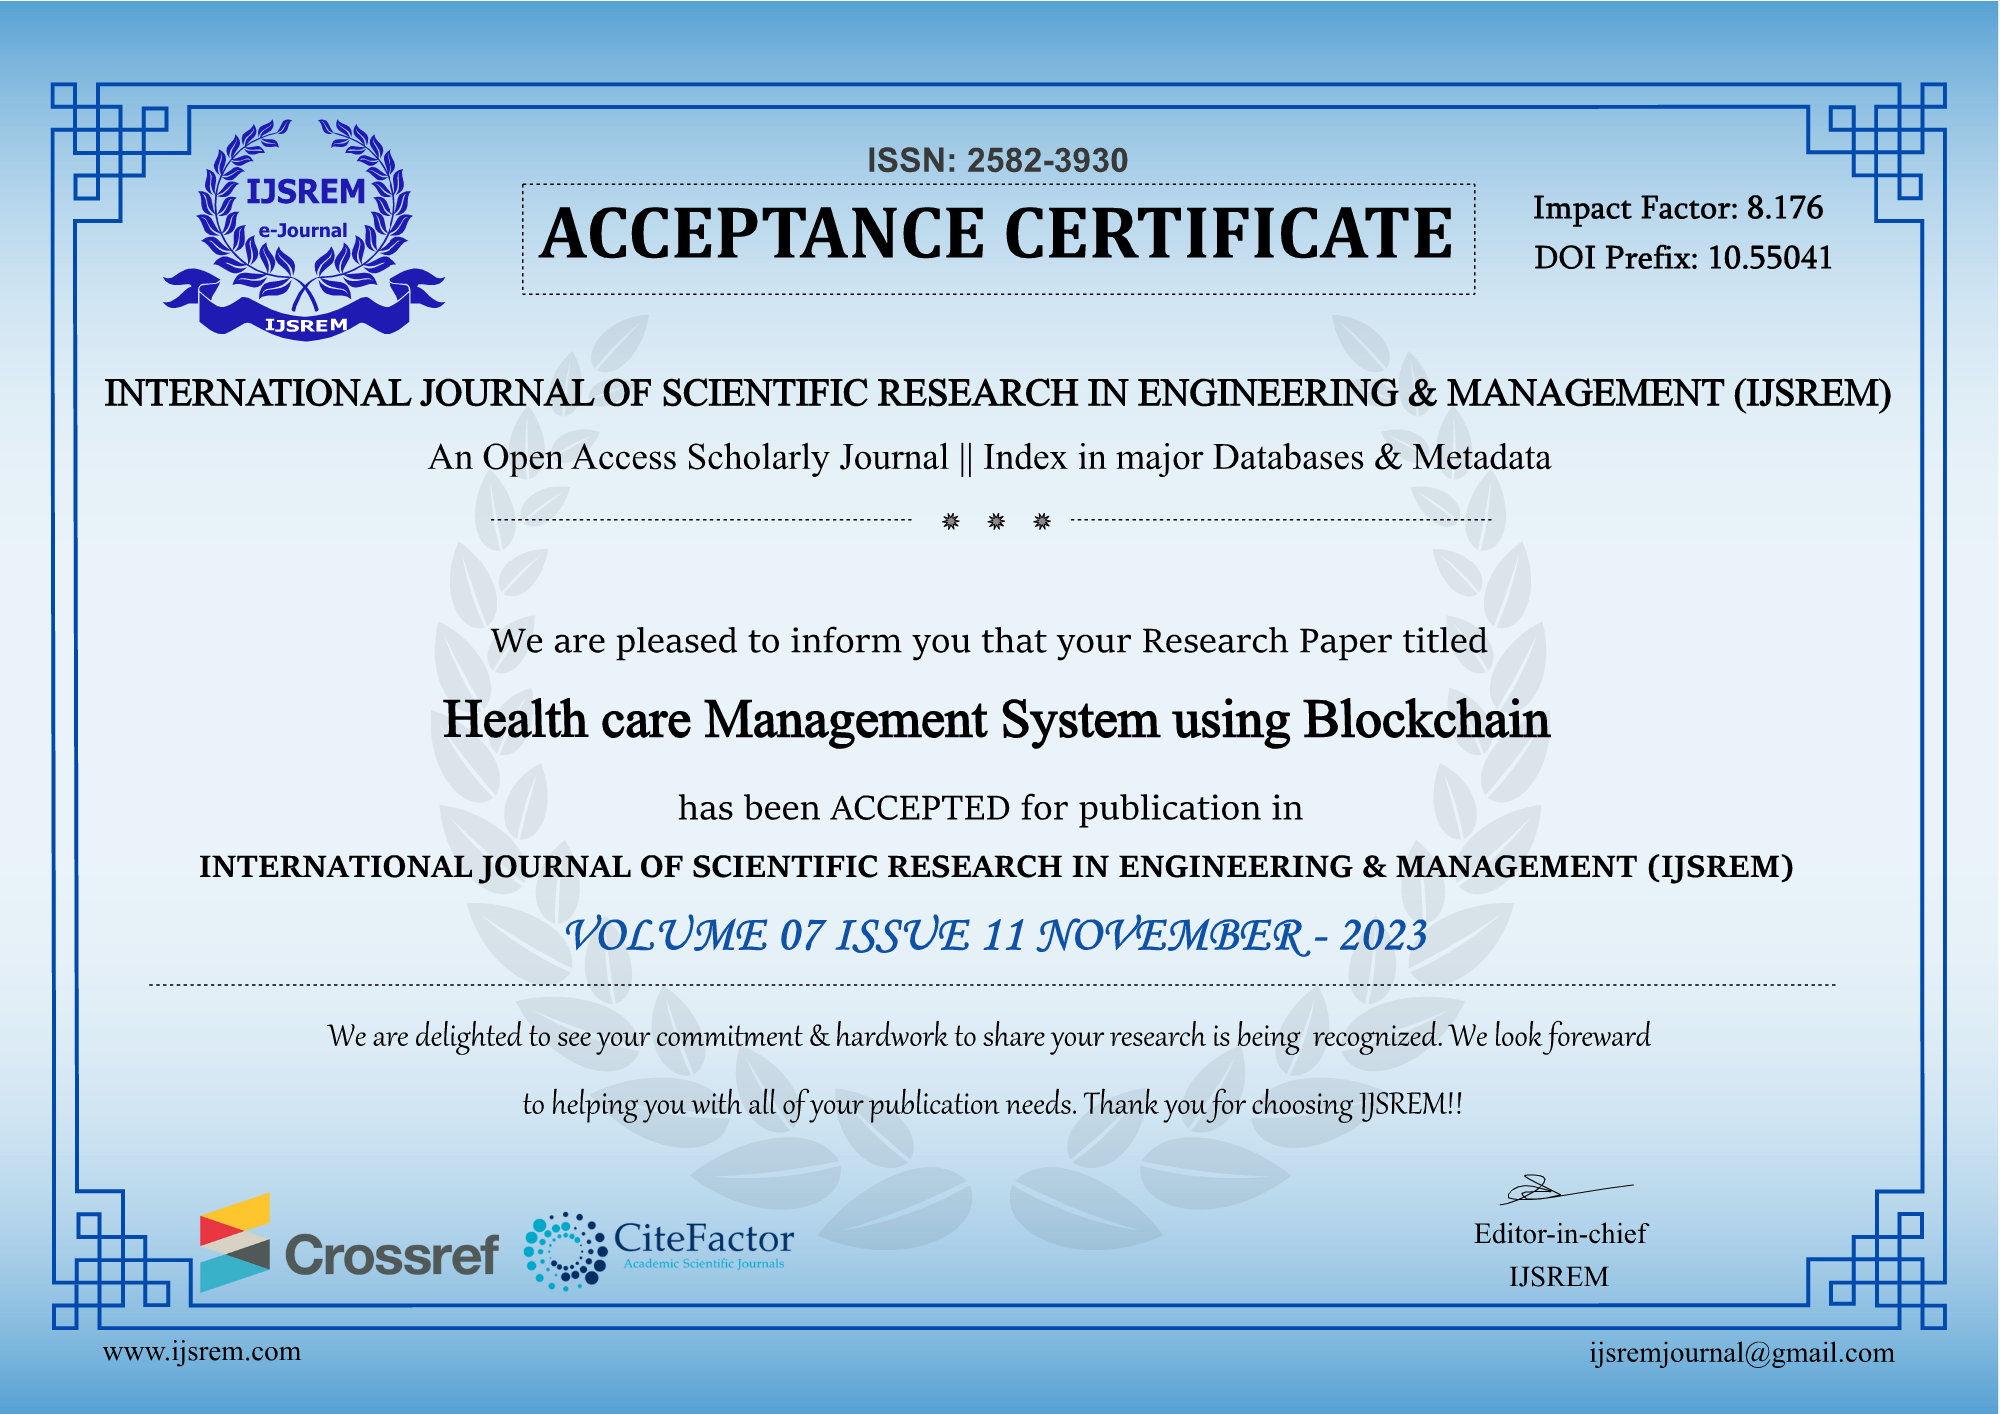 IJSREM
e-Journal
IJSREM
ISSN: 2582-3930
ACCEPTANCE CERTIFICATE
Impact Factor: 8.176
DOI Prefix: 10.55041
INTERNATIONAL JOURNAL OF SCIENTIFIC RESEARCH IN ENGINEERING & MANAGEMENT (IJSREM)
An Open Access Scholarly Journal || Index in major Databases & Metadata
We are pleased to inform you that your Research Paper titled
Health care Management System using Blockchain
has been ACCEPTED for publication in
INTERNATIONAL JOURNAL OF SCIENTIFIC RESEARCH IN ENGINEERING & MANAGEMENT (IJSREM)
VOLUME 07 ISSUE 11 NOVEMBER - 2023
We are delighted to see your commitment & hardwork to share your research is being recognized. We look foreward
to helping you with all of your publication needs. Thank you for choosing IJSREM!!
Crossref
CiteFactor
Academic Scientific Journals
Editor-in-chief
IJSREM
www.ijsrem.com
ijsremjournal@gmail.com